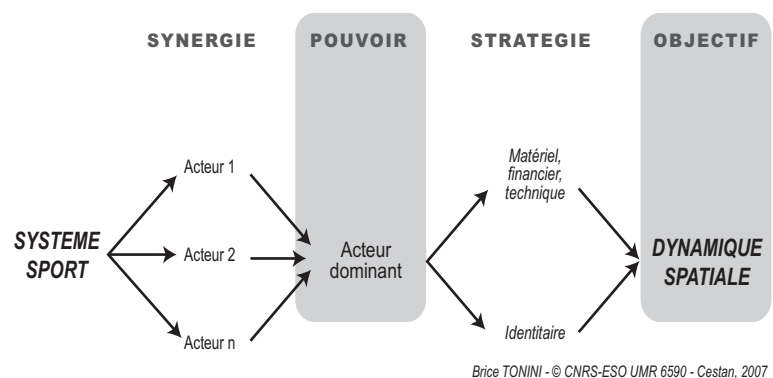 SYNERGIE
POUVOIR
STRATEGIE
OBJECTIF
SYSTEME
SPORT
Acteur 1
Acteur 2
Acteur n
Acteur
dominant
Matériel,
financier,
technique
Identitaire
DYNAMIQUE
SPATIALE
Brice TONINI - © CNRS-ESO UMR 6590 - Cestan, 2007